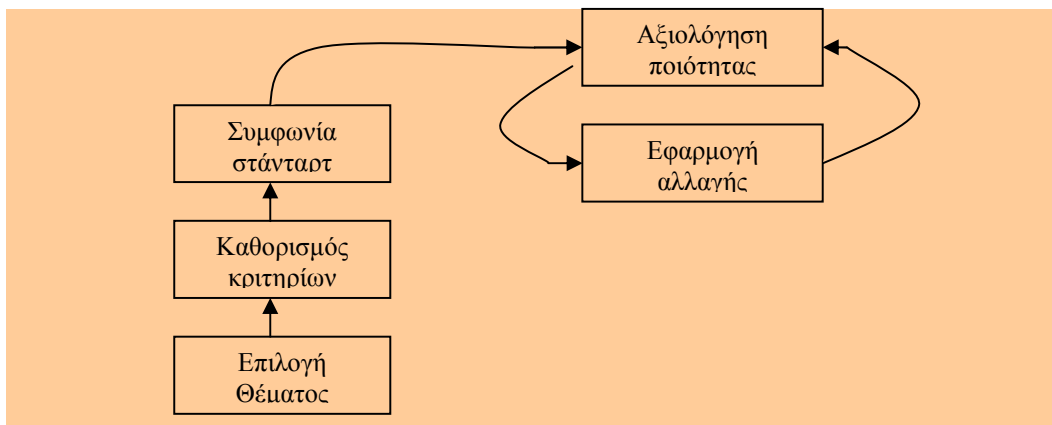 Αξιολόγηση
ποιότητας
Συμφωνία
στάνταρτ
Εφαρμογή
αλλαγής
Καθορισμός
κριτηρίων
Επιλογή
Θέματος